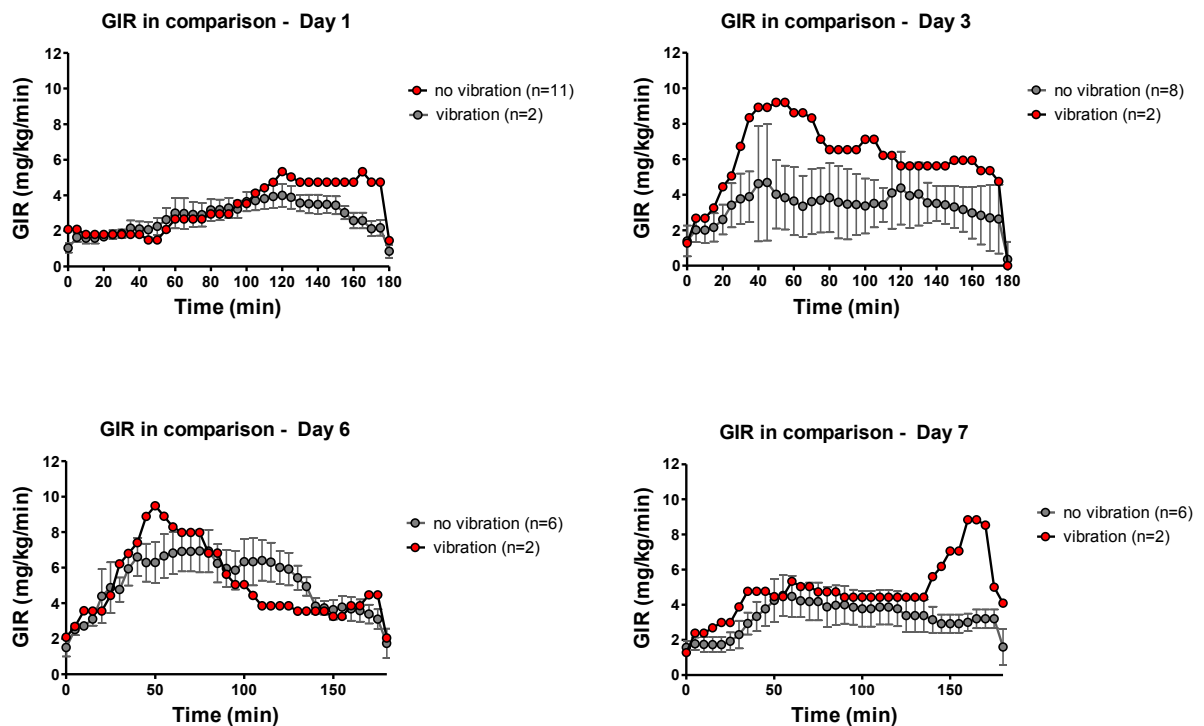 GIR in comparison - Day 1
12
10
8
6
4
2
0
GIR (mg/kg/min)
no vibration (n=11)
vibration (n=2)
0 20 40 60 80 100 120 140 160 180
Time (min)
GIR in comparison - Day 3
12
10
8
6
4
2
0
GIR (mg/kg/min)
no vibration (n=8)
vibration (n=2)
0 20 40 60 80 100 120 140 160 180
Time (min)
GIR in comparison - Day 6
12
10
8
6
4
2
0
GIR (mg/kg/min)
no vibration (n=6)
vibration (n=2)
0 50 100 150
Time (min)
GIR in comparison - Day 7
12
10
8
6
4
2
0
GIR (mg/kg/min)
no vibration (n=6)
vibration (n=2)
0 50 100 150
Time (min)